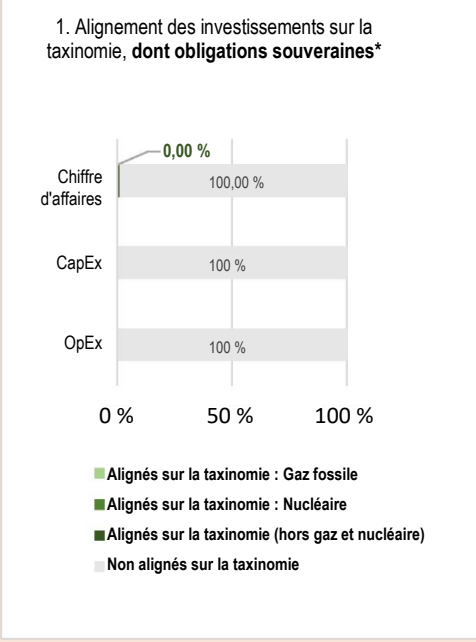 1. Alignement des investissements sur la
taxinomie, dont obligations souveraines*
0,00 %
Chiffre
d'affaires
100,00 %
CapEx
100 %
OpEx
100 %
0 %
50 %
100 %
Alignés sur la taxinomie : Gaz fossile
Alignés sur la taxinomie : Nucléaire
Alignés sur la taxinomie (hors gaz et nucléaire)
Non alignés sur la taxinomie